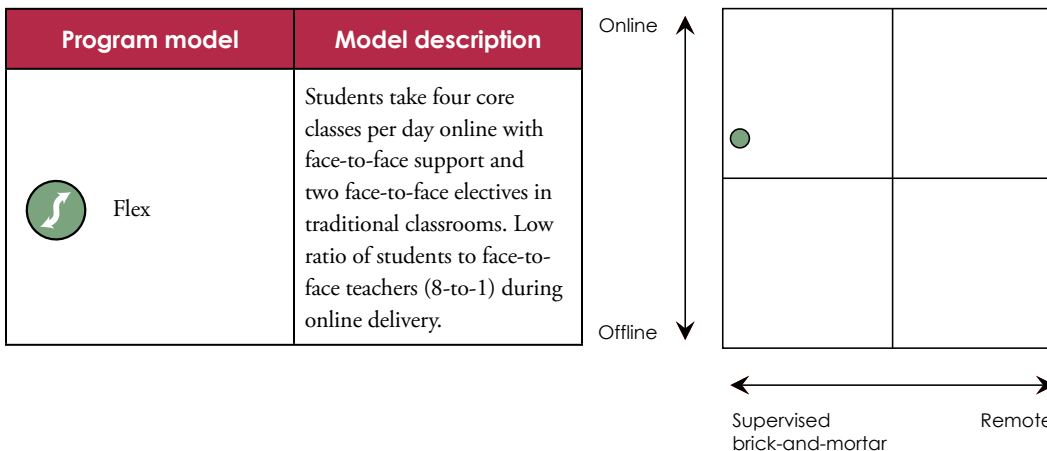 Program model
Model description
Flex
Students take four core
classes per day online with
face-to-face support and
two face-to-face electives in
traditional classrooms. Low
ratio of students to face-to-
face teachers (8-to-1) during
online delivery.
Online
Offline
Supervised
brick-and-mortar
Remote